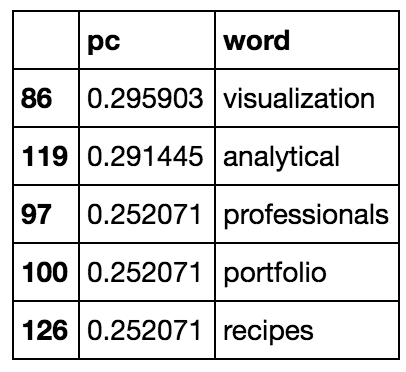 pc word
86 0.295903 visualization
119 0.291445 analytical
97 0.252071 professionals
100 0.252071 portfolio
126 0.252071 recipes